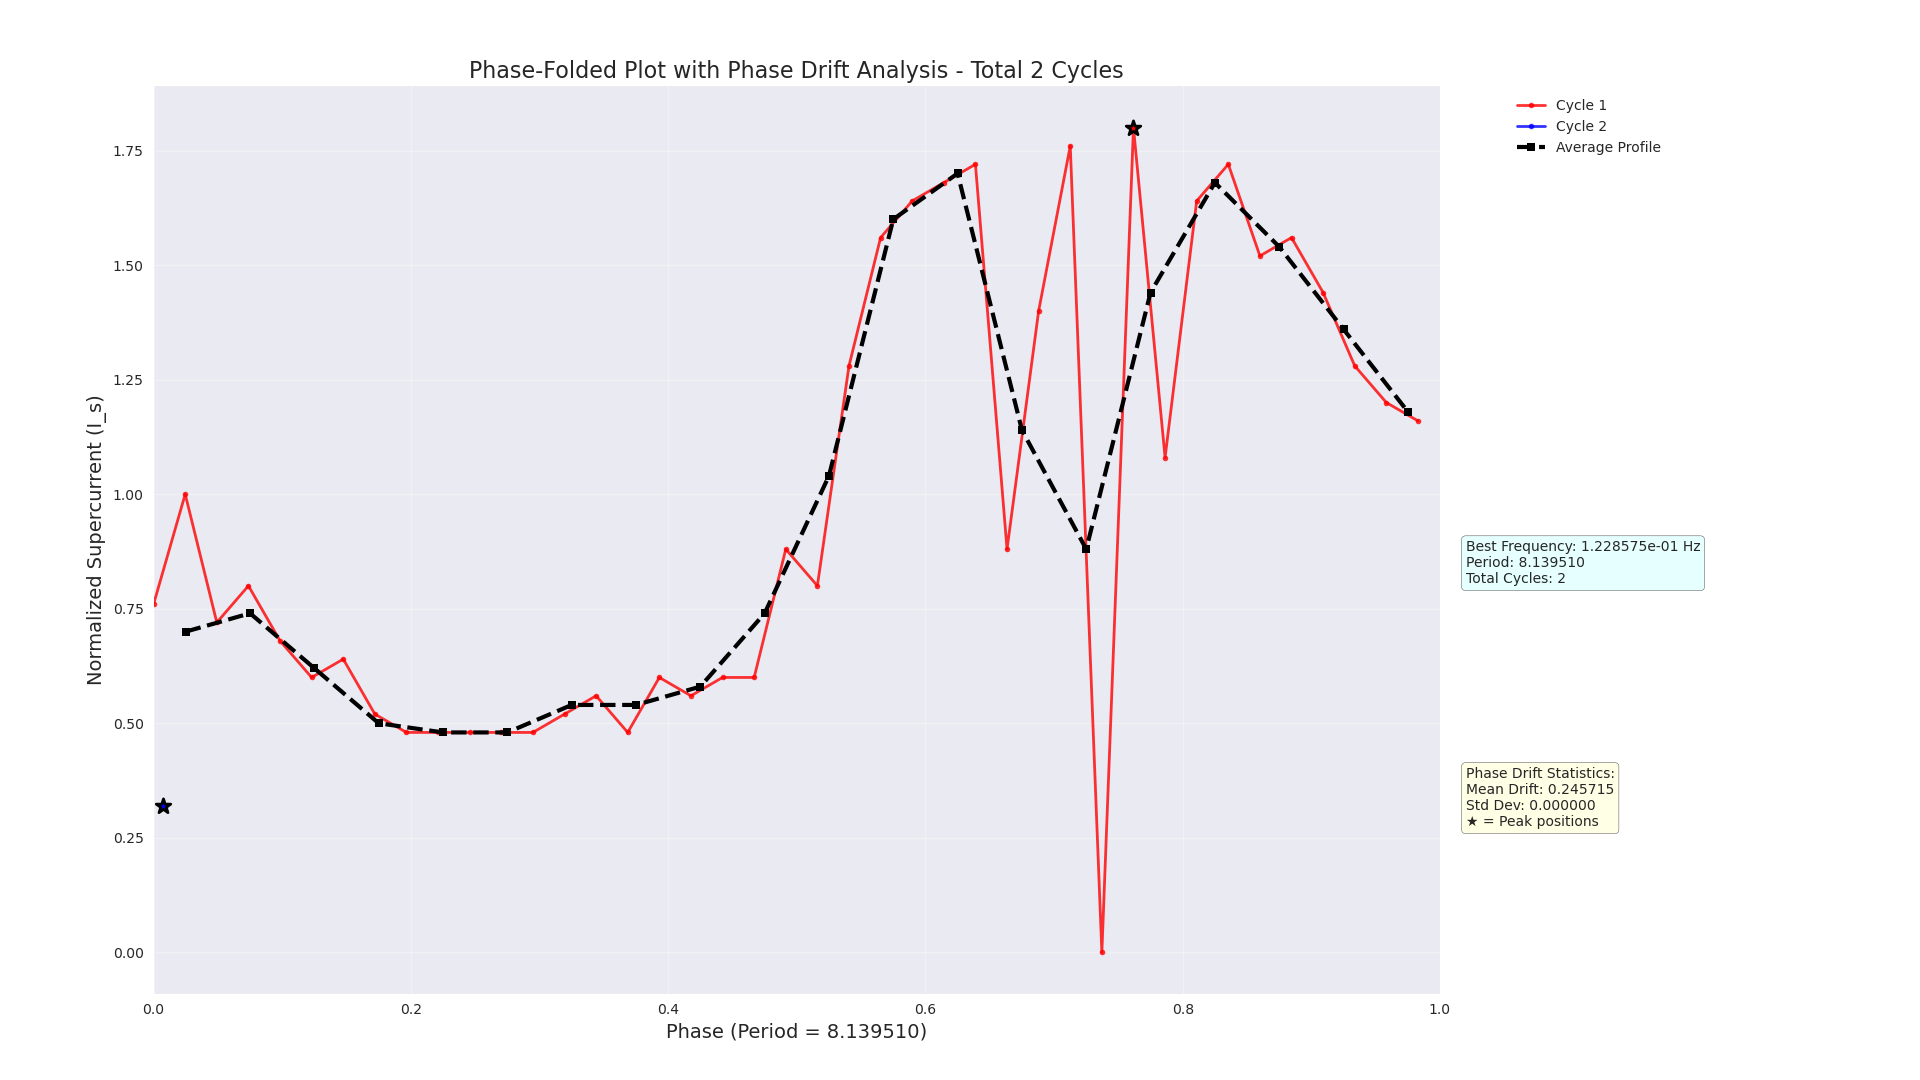 Phase-Folded Plot with Phase Drift Analysis - Total 2 Cycles
Cycle 1
Cycle 2
Average Profile
Normalized Supercurrent (I_s)
1.75
1.50
1.25
1.00
0.75
0.50
0.25
0.00
0.0
0.2
0.4
0.6
0.8
1.0
Phase (Period = 8.139510)
Best Frequency: 1.228575e-01 Hz
Period: 8.139510
Total Cycles: 2
Phase Drift Statistics:
Mean Drift: 0.245715
Std Dev: 0.000000
★ = Peak positions